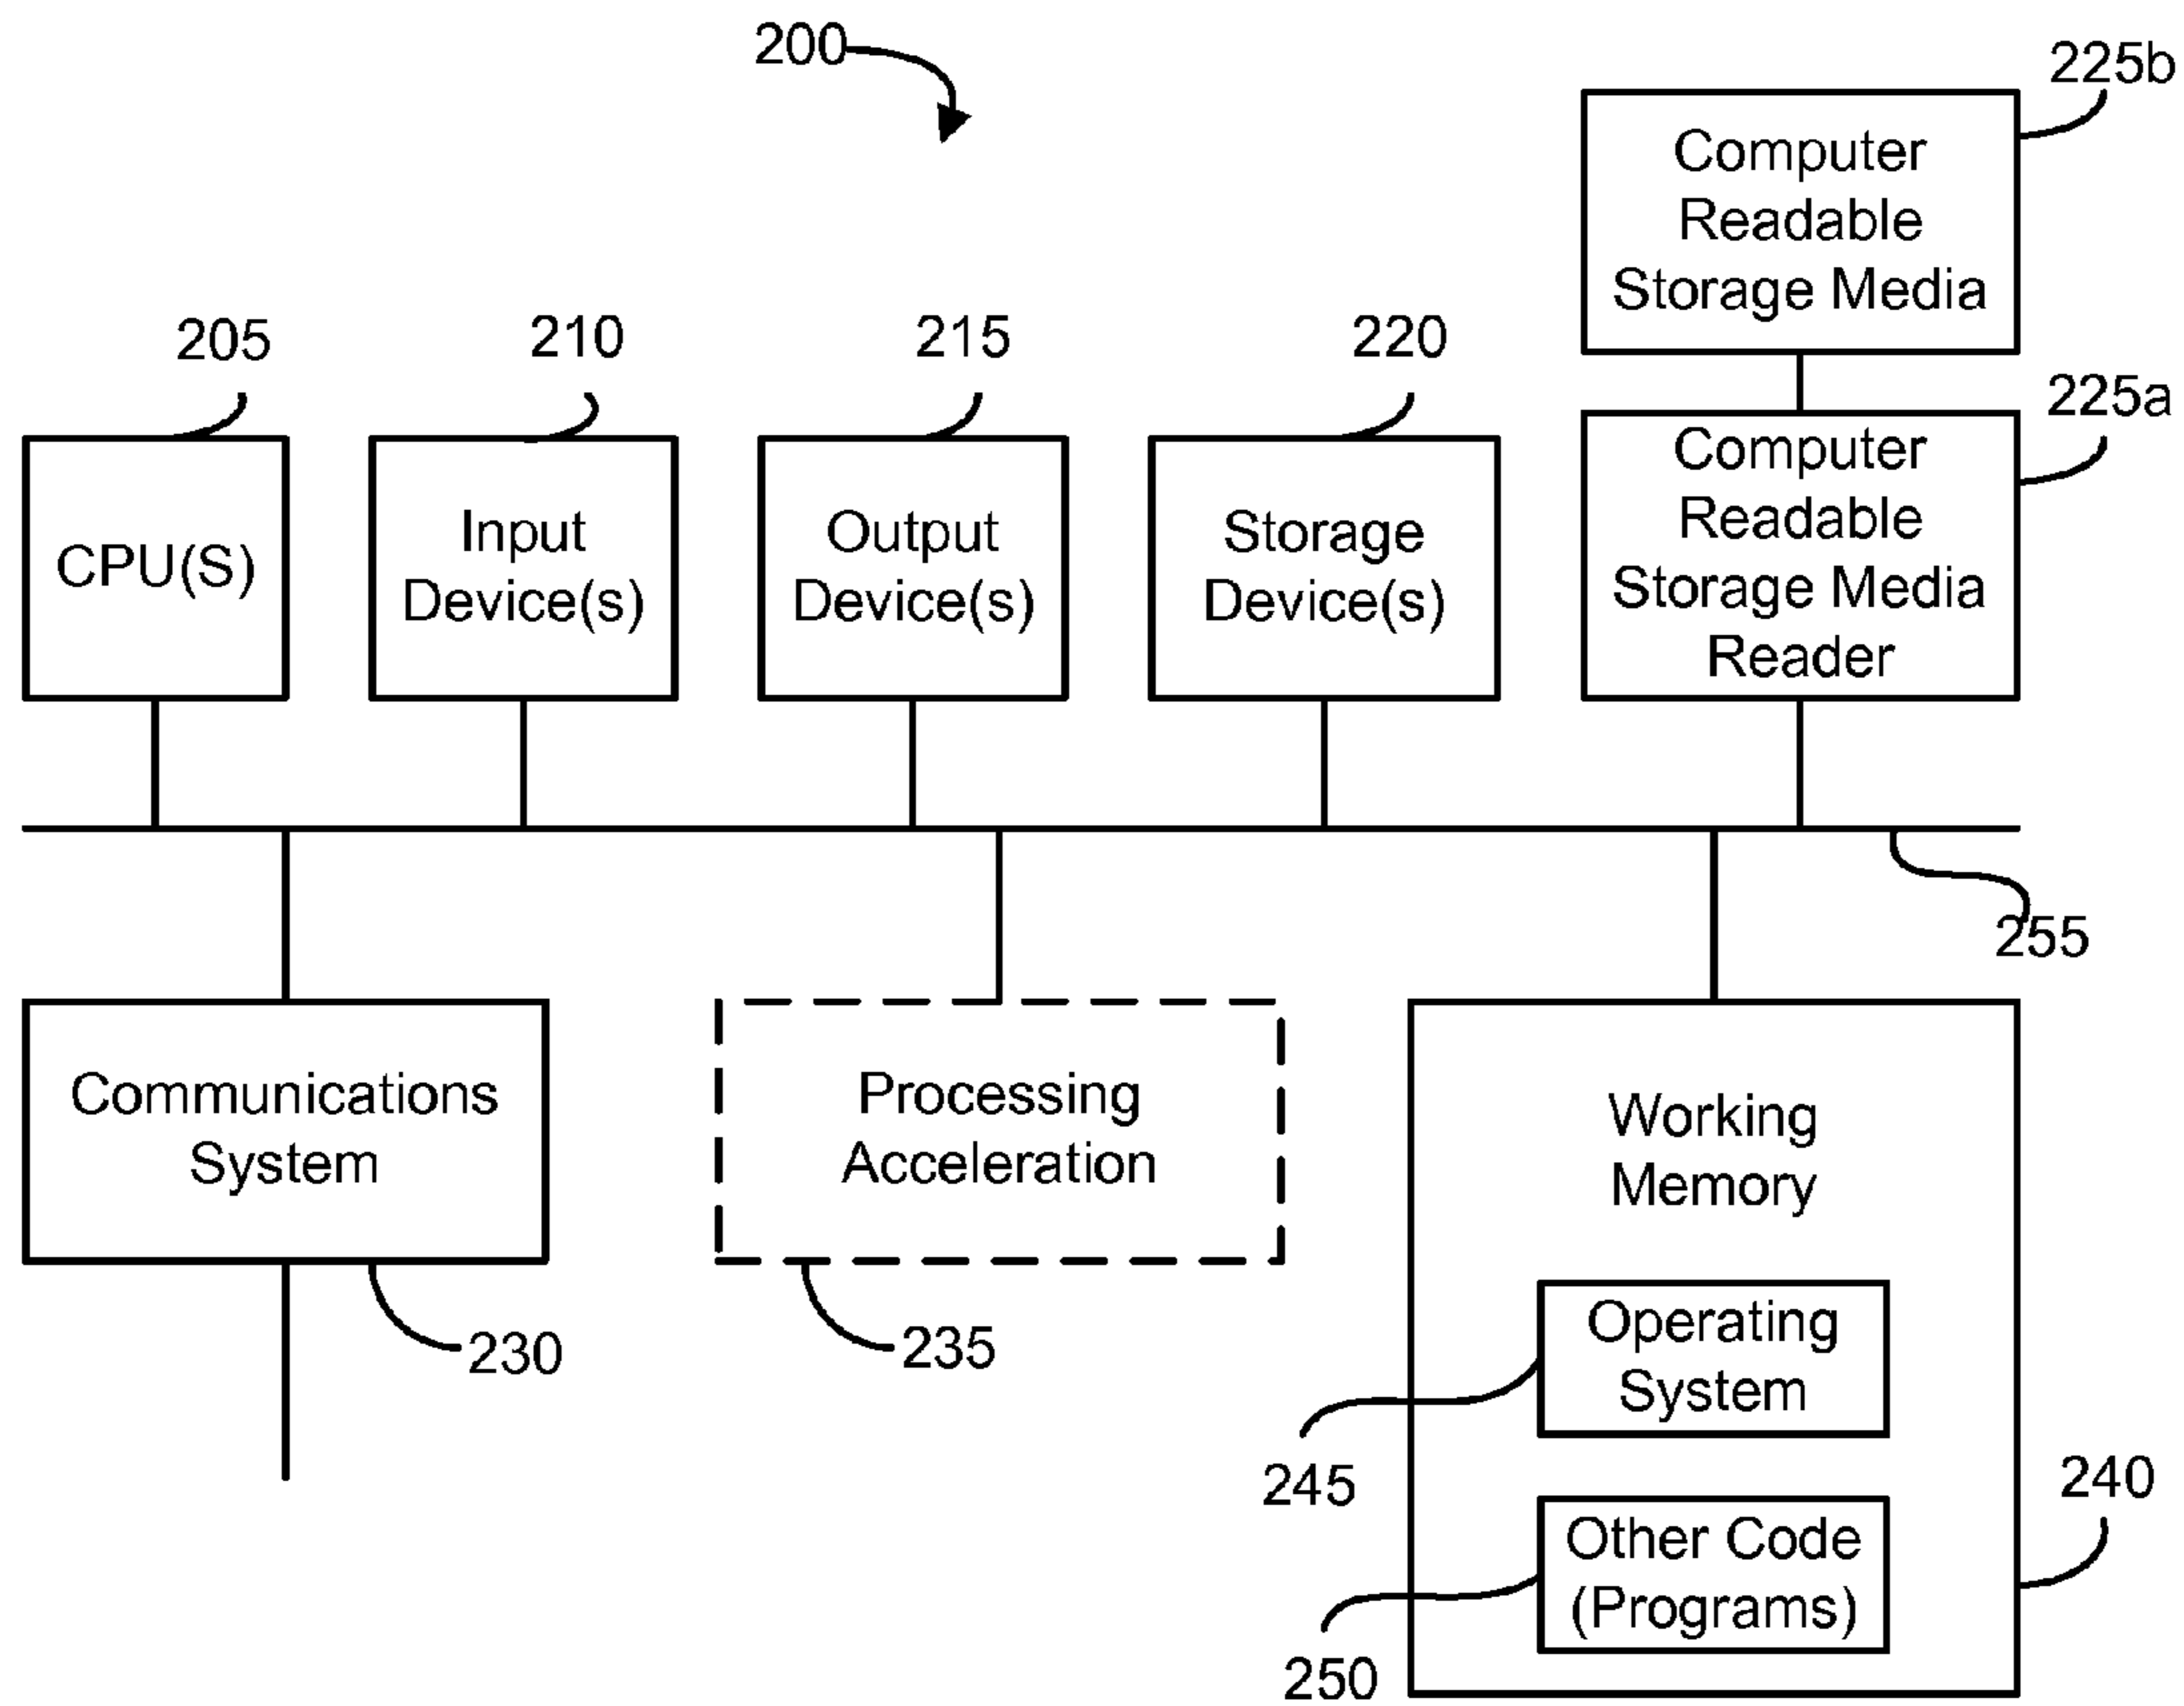 200
225b
Computer
Readable
Storage Media
205
210
215
220
225a
CPU(S)
Input
Device(s)
Output
Device(s)
Storage
Device(s)
Computer
Readable
Storage Media
Reader
255
Communications
System
Processing
Acceleration
Working
Memory
230
235
Operating
System
245
240
Other Code
(Programs)
250